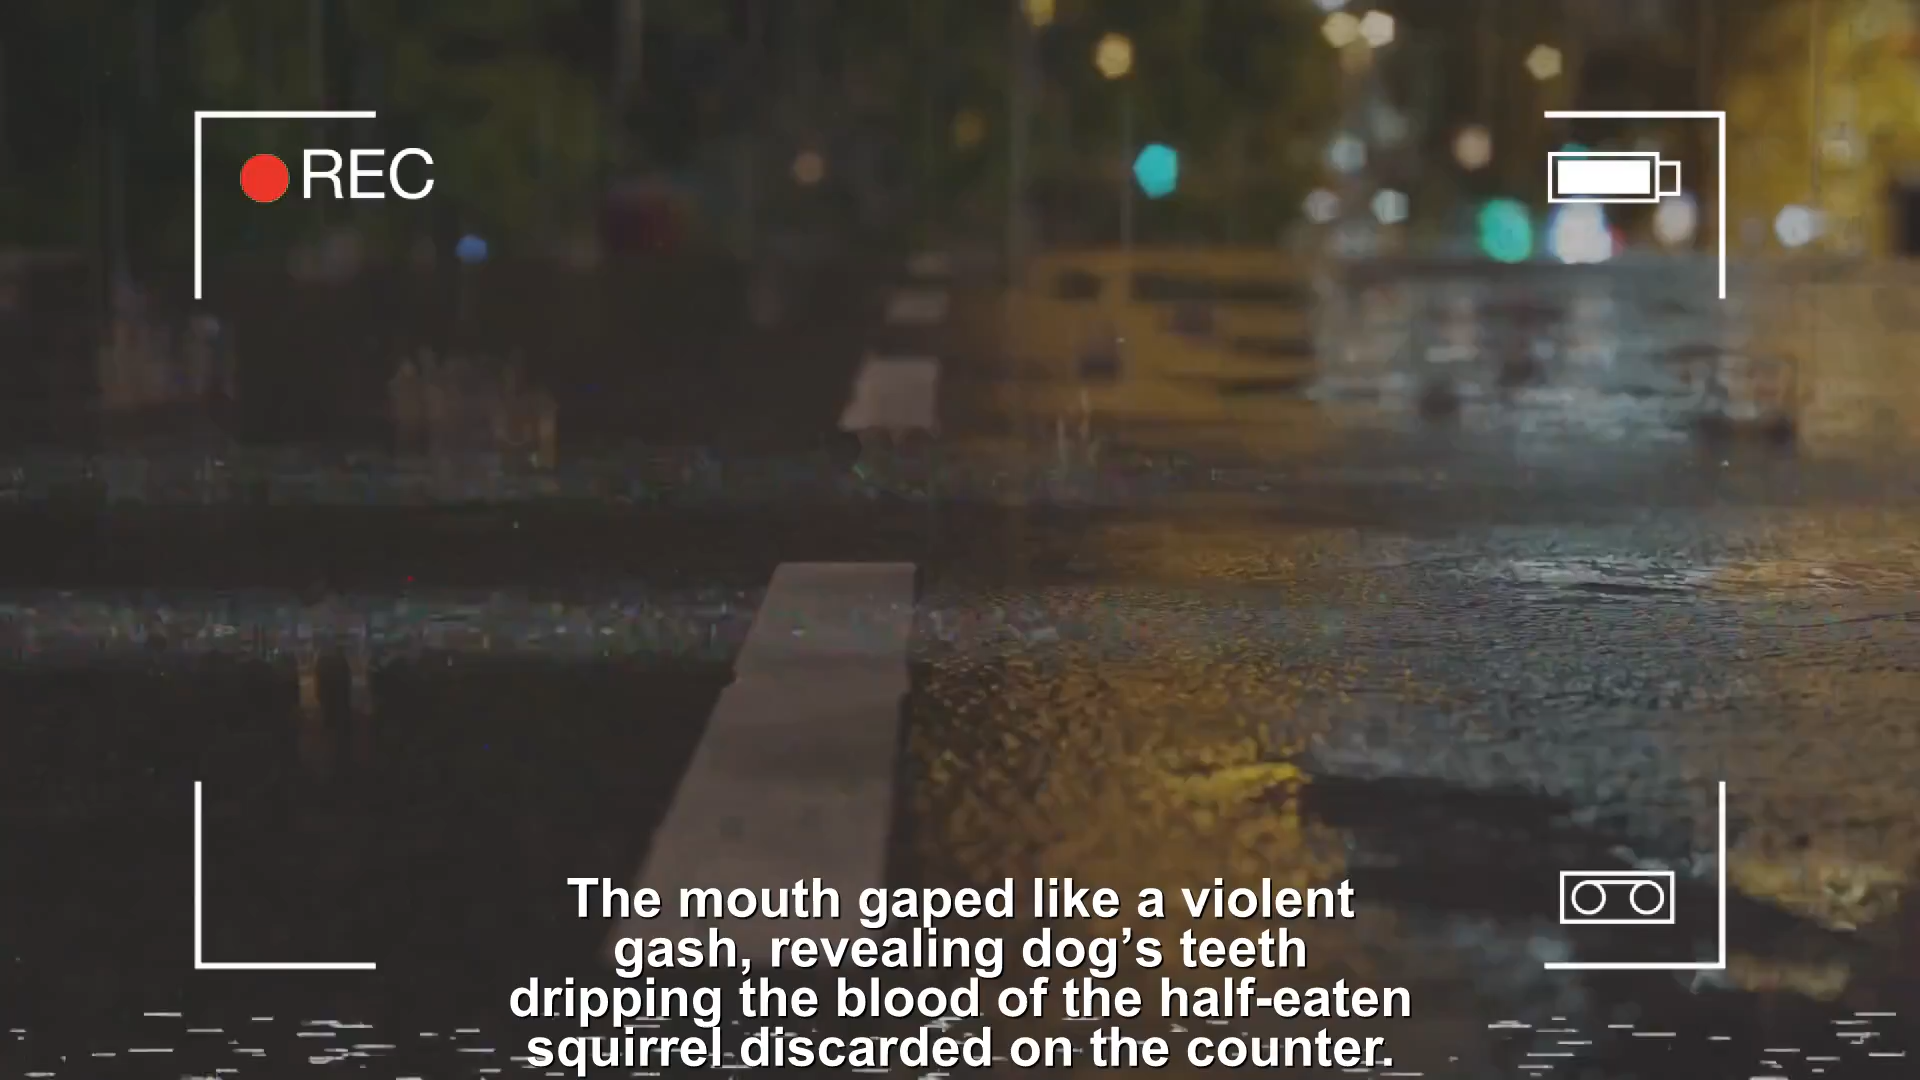 REC
The mouth gaped like a violent
gash, revealing dog’s teeth
dripping the blood of the half-eaten
squirrel discarded on the counter.